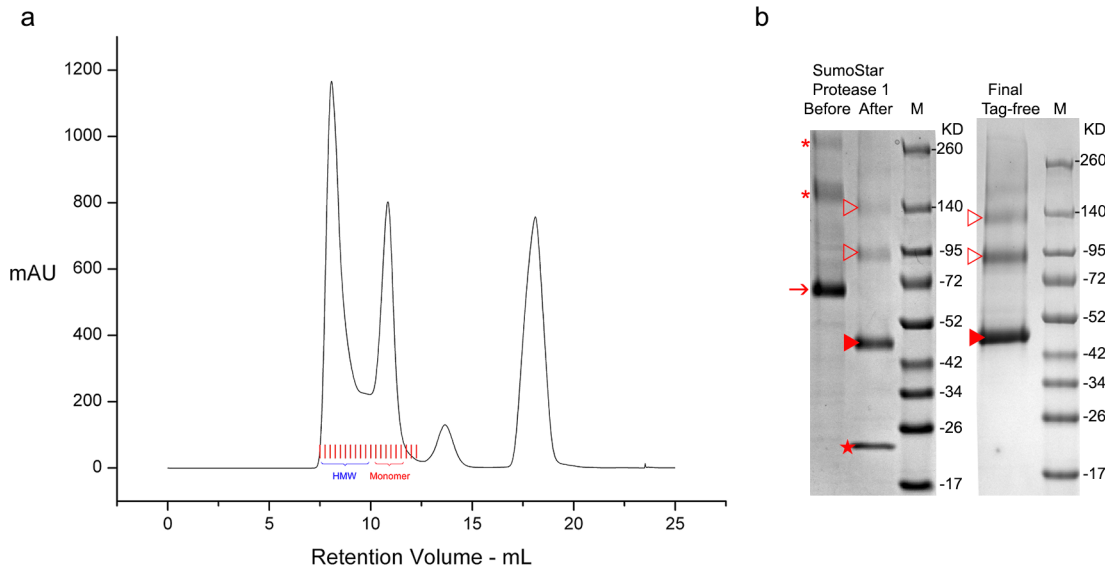 a
1200
1000
800
600
400
200
0
mAU
HMW
Monomer
0
5
10
15
20
25
Retention Volume - mL
b
SumoStar
Protease 1
Before After M
KD
-260
-140
-95
-72
-52
-42
-34
-26
-17
Final
Tag-free M
KD
-260
140
-95
-72
-52
-42
-34
-26
-17